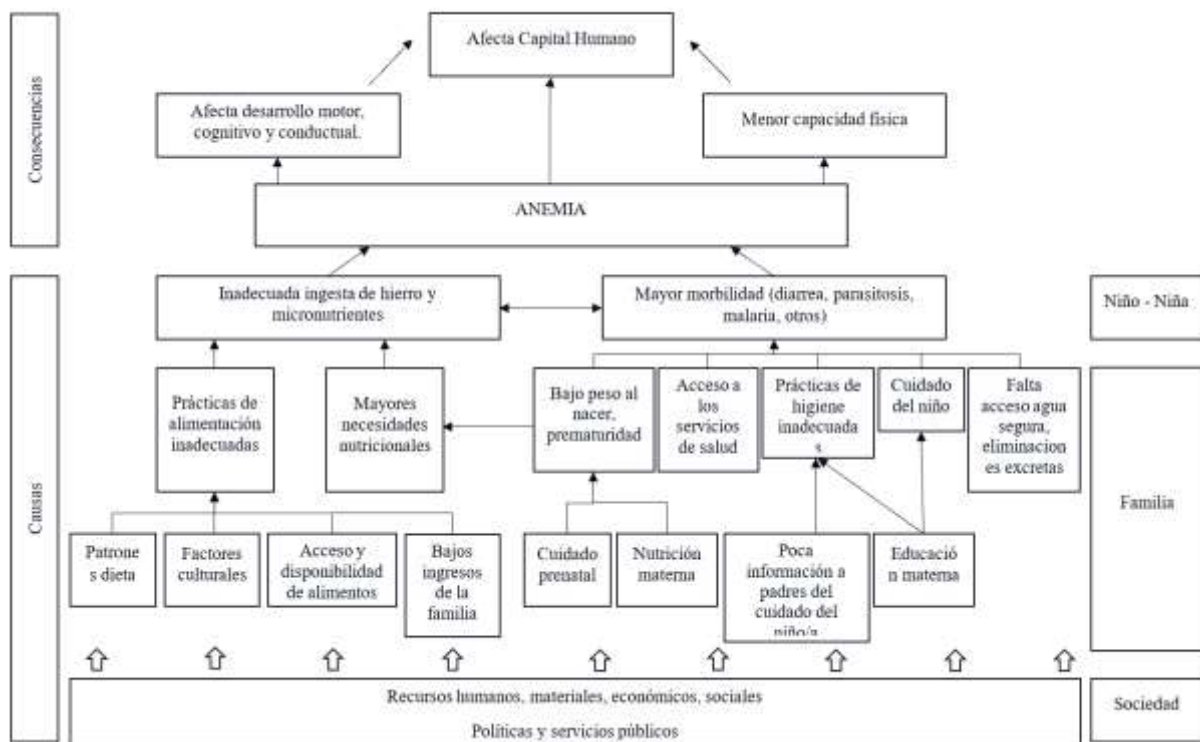 Consecuencias
Afecta Capital Humano
Afecta desarrollo motor,
cognitivo y conductual.
Menor capacidad física
ANEMIA
Causas
Inadecuada ingesta de hierro y
micronutrientes
Mayor morbilidad (diarrea, parasitosis,
malaria, otros)
Niño - Niña
Prácticas de
alimentación
inadecuadas
Mayores
necesidades
nutricionales
Bajo peso al
nacer,
prematuridad
Acceso a
los
servicios
de salud
Prácticas de
higiene
inadecuada
s
Cuidado
del niño
Falta
acceso agua
segura,
eliminacion
es excretas
Familia
Patrone
s dieta
Factores
culturales
Acceso y
disponibilidad
de alimentos
Bajos
ingresos
de la
familia
Cuidado
prenatal
Nutrición
materna
Poca
información a
padres del
cuidado del
niño/a
Educació
n materna
Recursos humanos, materiales, económicos, sociales
Políticas y servicios públicos
Sociedad